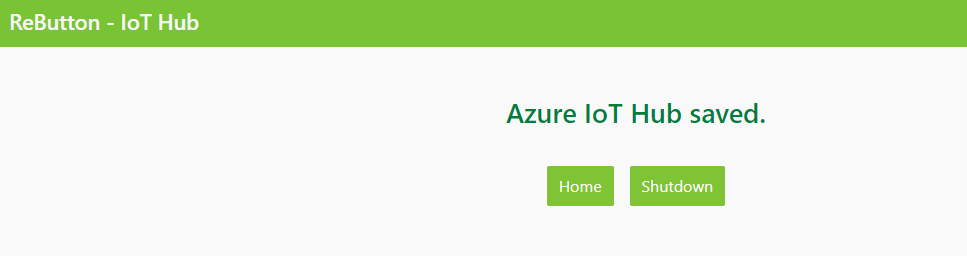 ReButton - IoT Hub
Azure IoT Hub saved.
Home Shutdown